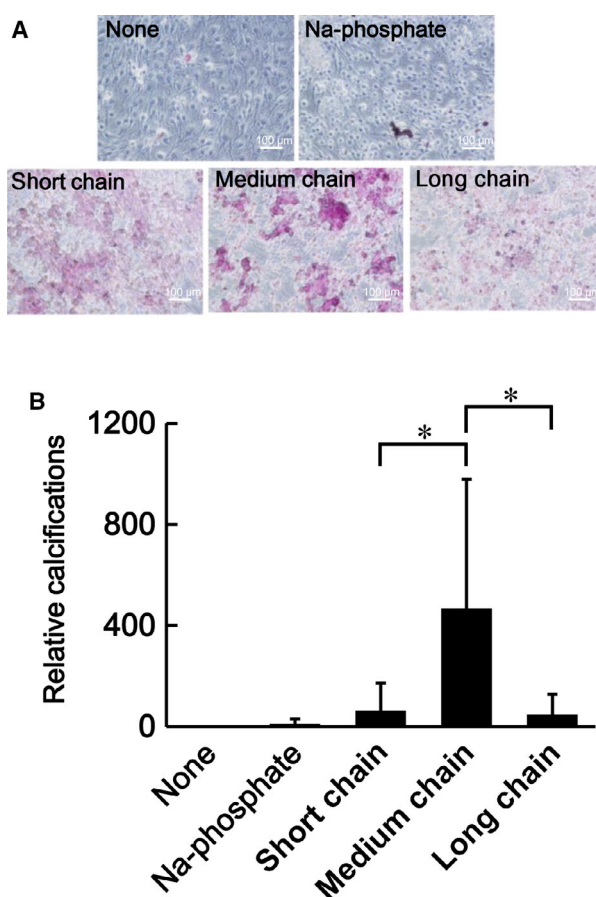 A
None
Na-phosphate
100 µm
100 µm
Short chain
Medium chain
Long chain
100 µm
100 µm
100 µm
B
Relative calcifications
1200
800
400
0
*
*
None
Na-phosphate
Short chain
Medium chain
Long chain